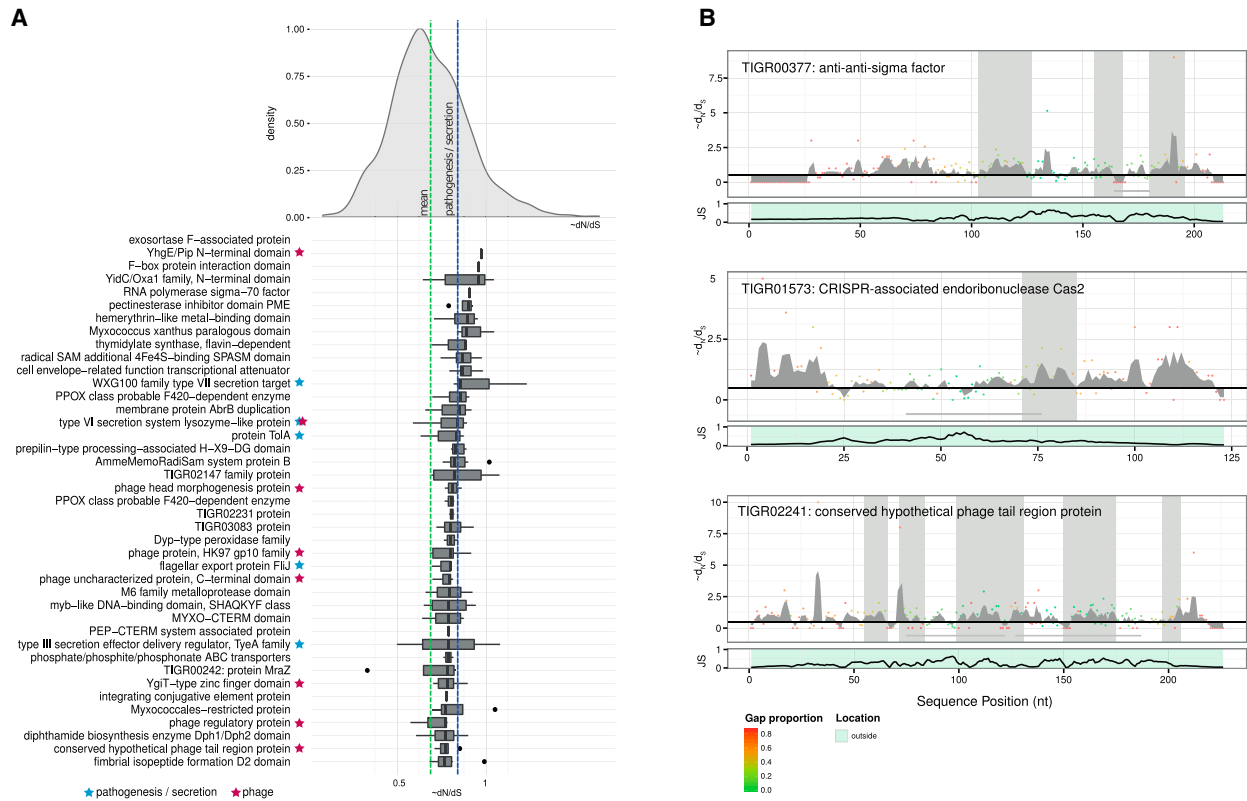 A
1.00
0.75
0.50
0.25
0.00
density
mean
pathogenesis / secretion
~dN/dS
exosortase F−associated protein
YhgE/Pip N−terminal domain
F−box protein interaction domain
YidC/Oxa1 family, N−terminal domain
RNA polymerase sigma−70 factor
pectinesterase inhibitor domain PME
hemerythrin−like metal−binding domain
Myxococcus xanthus paralogous domain
thymidylate synthase, flavin−dependent
radical SAM additional 4Fe4S−binding SPASM domain
cell envelope−related function transcriptional attenuator
WXG100 family type VII secretion target
PPOX class probable F420−dependent enzyme
membrane protein AbrB duplication
type VI secretion system lysozyme−like protein
protein TolA
prepilin−type processing−associated H−X9−DG domain
AmmeMemoRadiSam system protein B
TIGR02147 family protein
phage head morphogenesis protein
PPOX class probable F420−dependent enzyme
TIGR02231 protein
TIGR03083 protein
Dyp−type peroxidase family
phage protein, HK97 gp10 family
flagellar export protein FliJ
phage uncharacterized protein, C−terminal domain
M6 family metalloprotease domain
myb−like DNA−binding domain, SHAQKYF class
MYXO−CTERM domain
PEP−CTERM system associated protein
type III secretion effector delivery regulator, TyeA family
phosphate/phosphite/phosphonate ABC transporters
TIGR00242: protein MraZ
YgiT−type zinc finger domain
integrating conjugative element protein
Myxococcales−restricted protein
phage regulatory protein
diphthamide biosynthesis enzyme Dph1/Dph2 domain
conserved hypothetical phage tail region protein
fimbrial isopeptide formation D2 domain
0.5 1
~dN/dS
pathogenesis / secretion phage
B
TIGR00377: anti−anti−sigma factor
7.5
5
2.5
0
~dN/dS
1
0
JS
0 50 100 150 200
TIGR01573: CRISPR−associated endoribonuclease Cas2
5
2.5
0
~dN/dS
1
0
JS
0 25 50 75 100 125
TIGR02241: conserved hypothetical phage tail region protein
10
7.5
5
2.5
0
~dN/dS
1
0
JS
0 50 100 150 200
Sequence Position (nt)
Gap proportion
0.8
0.6
0.4
0.2
0.0
Location
outside